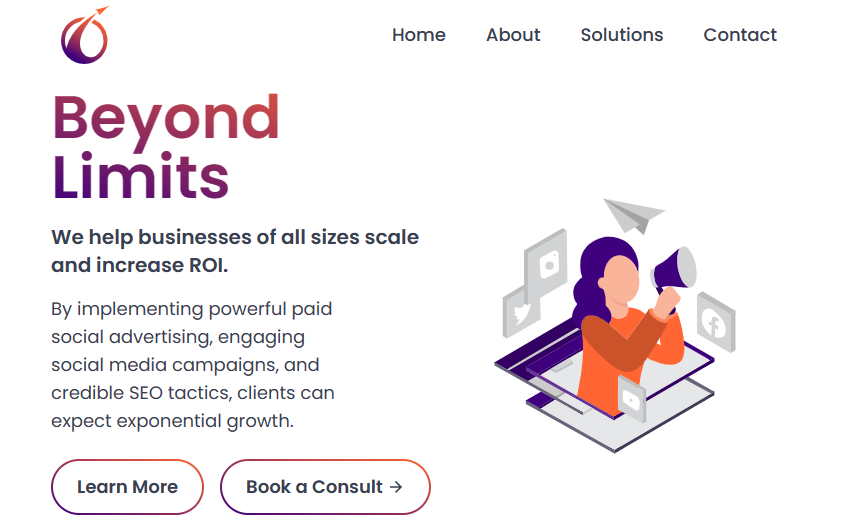 Home About Solutions Contact
Beyond
Limits
We help businesses of all sizes scale
and increase ROI.
By implementing powerful paid
social advertising, engaging
social media campaigns, and
credible SEO tactics, clients can
expect exponential growth.
Learn More Book a Consult →